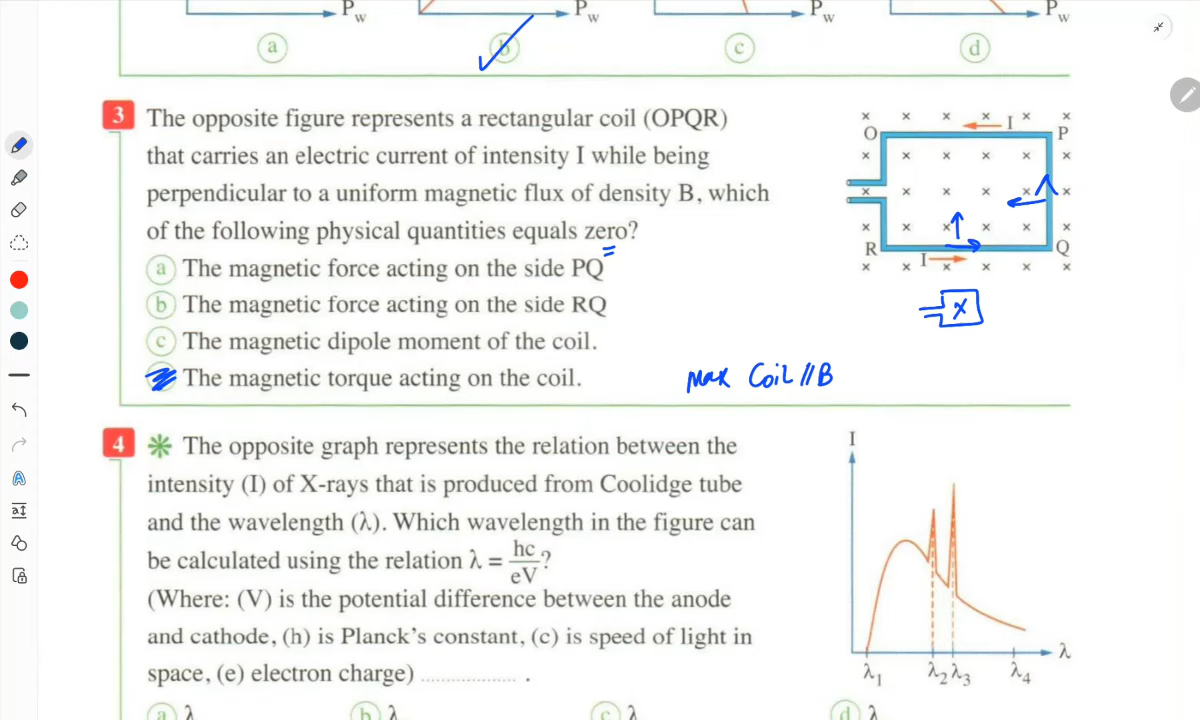 P_w P_w P_w P_w
a b c d
3 The opposite figure represents a rectangular coil (OPQR)
that carries an electric current of intensity I while being
perpendicular to a uniform magnetic flux of density B, which
of the following physical quantities equals zero?
a The magnetic force acting on the side PQ
b The magnetic force acting on the side RQ
c The magnetic dipole moment of the coil.
The magnetic torque acting on the coil.
× × × × I × ×
O P
× × × × × ×
× × × × × ×
× × × × × ×
R I Q
× × × × × ×
x
max Coil // B
4 The opposite graph represents the relation between the
intensity (I) of X-rays that is produced from Coolidge tube
and the wavelength (λ). Which wavelength in the figure can
be calculated using the relation λ = hc/eV?
(Where: (V) is the potential difference between the anode
and cathode, (h) is Planck's constant, (c) is speed of light in
space, (e) electron charge) .................. .
I
λ
λ₁ λ₂ λ₃ λ₄
a λ b λ c λ d λ